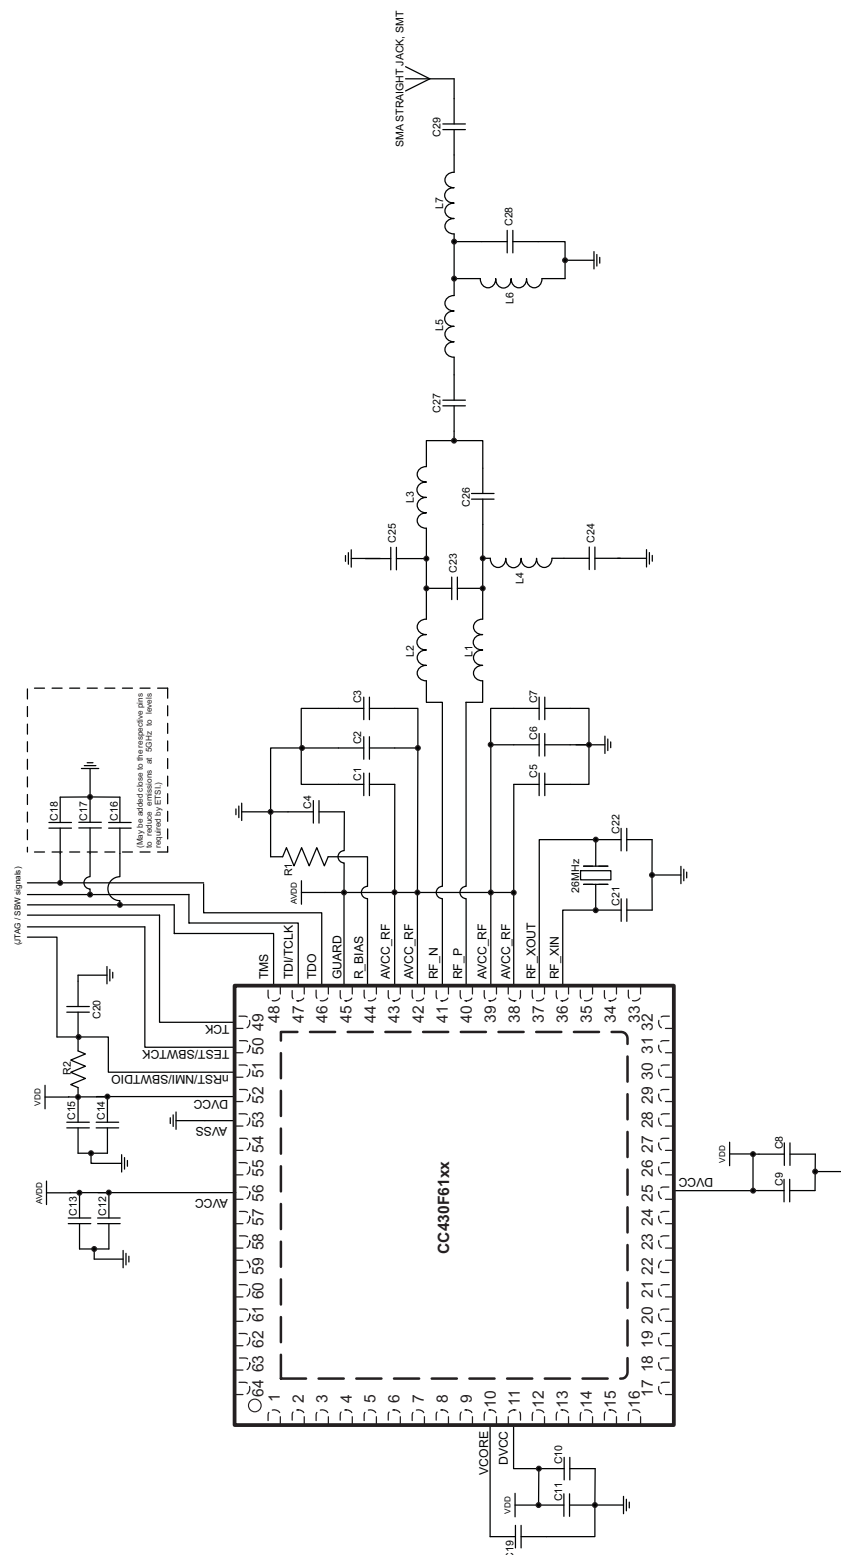 SMA STRAIGHT JACK, SMT
C29
L7
C28
L6
L5
C27
L3
C26
C25
C24
C23
L4
L2
L1
(May be added close to the respective pins
to reduce emissions at 5GHz to levels
required by ETSI.)
C18
C17
C16
C3
C2
C1
C4
R1
AVDD
C7
C6
C5
C22
26MHz
C21
(JTAG / SBW signals)
TMS
TDI/TCLK
TDO
GUARD
R_BIAS
AVCC_RF
AVCC_RF
RF_N
RF_P
AVCC_RF
AVCC_RF
RF_XOUT
RF_XIN
48
47
46
45
44
43
42
41
40
39
38
37
36
35
34
33
C20
R2
VDD
C15
C14
AVDD
C13
C12
TCK
TEST/SBWTCK
nRST/NMI/SBWTDIO
DVCC
AVSS
AVCC
49
50
51
52
53
54
55
56
57
58
59
60
61
62
63
64
CC430F61xx
32
31
30
29
28
27
26
25
24
23
22
21
20
19
18
17
DVCC
VDD
C8
C9
1
2
3
4
5
6
7
8
9
10
11
12
13
14
15
16
VCORE
DVCC
VDD
C10
C11
C19